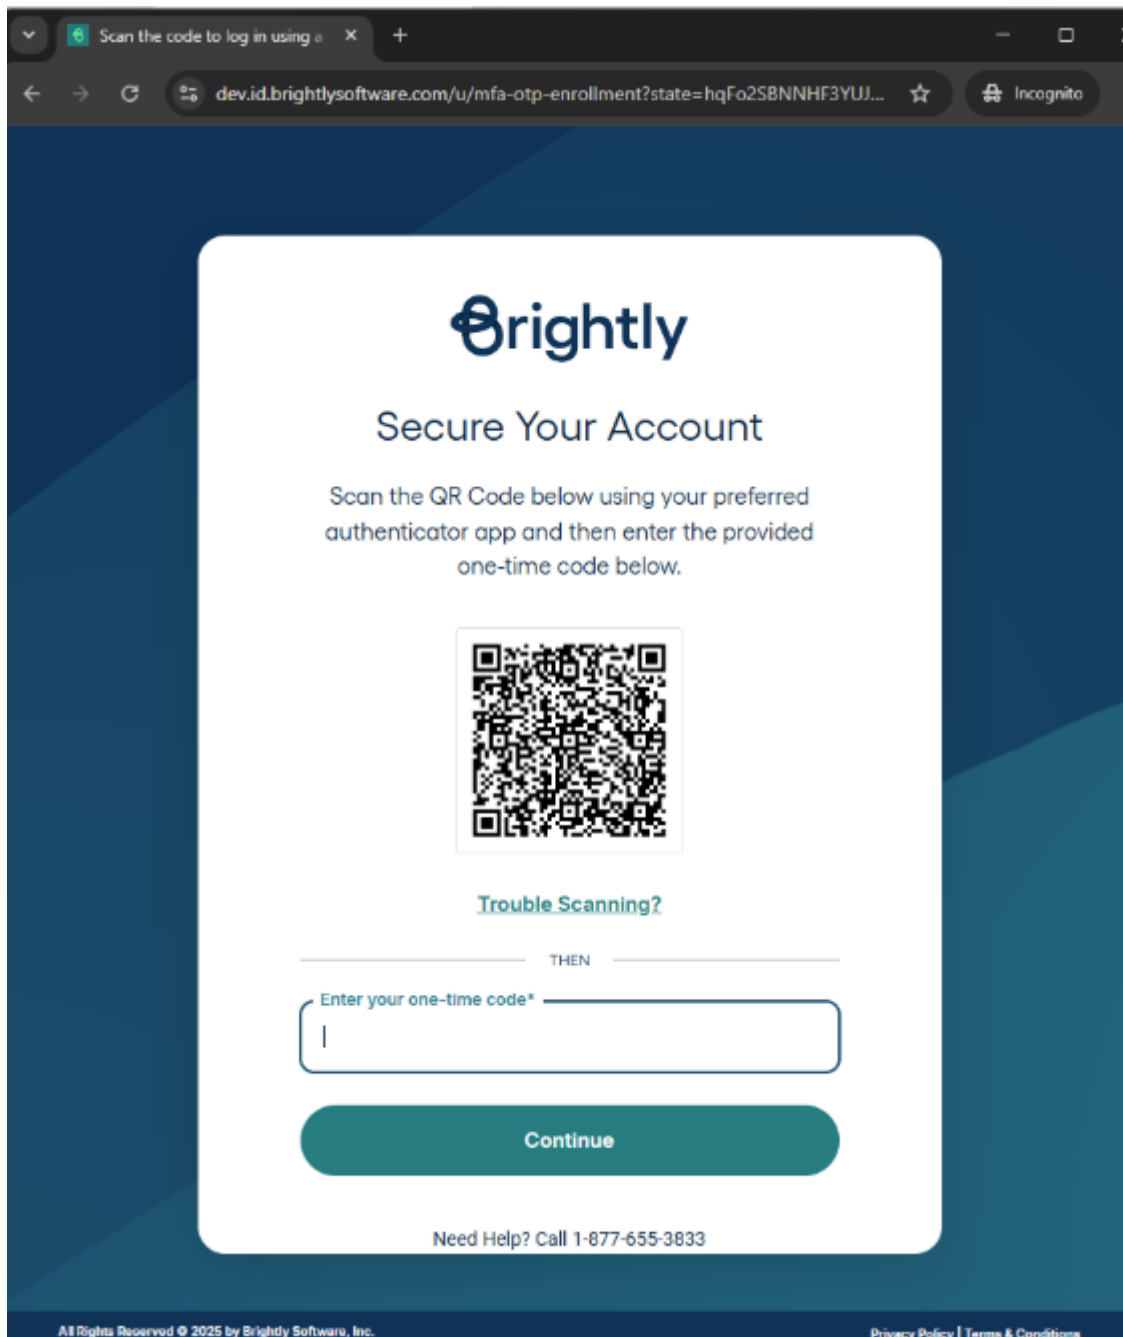 Scan the code to log in using a
dev.id.brightlysoftware.com/u/mfa-otp-enrollment?state=hqFo2SBNNHF3YUJ...
Incognito
Brightly
Secure Your Account
Scan the QR Code below using your preferred
authenticator app and then enter the provided
one-time code below.
Trouble Scanning?
THEN
Enter your one-time code*
Continue
Need Help? Call 1-877-655-3833
All Rights Reserved © 2025 by Brightly Software, Inc.
Privacy Policy | Terms & Conditions